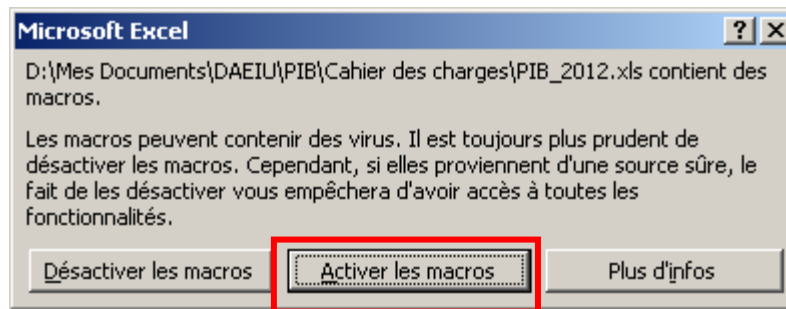 Microsoft Excel
D:\Mes Documents\DAEIU\PIB\Cahier des charges\PIB_2012.xls contient des
macros.
Les macros peuvent contenir des virus. Il est toujours plus prudent de
désactiver les macros. Cependant, si elles proviennent d'une source sûre, le
fait de les désactiver vous empêchera d'avoir accès à toutes les
fonctionnalités.
Désactiver les macros
Activer les macros
Plus d'infos